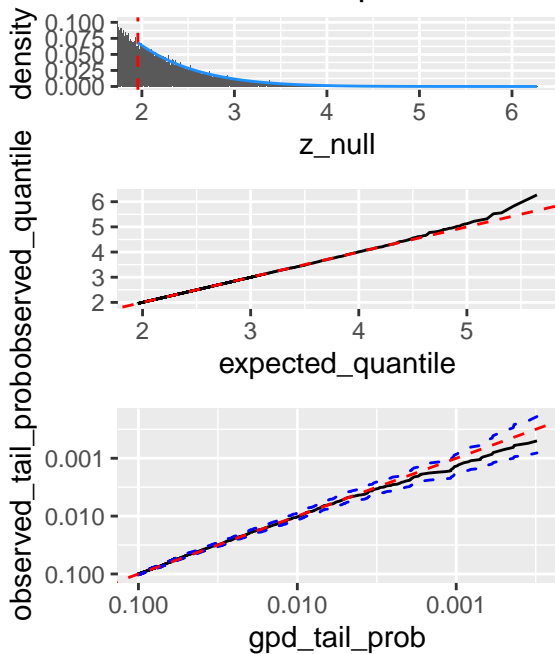 density
0.100
0.075
0.050
0.025
0.000
2 3 4 5 6
z_null
observed_quantile
6
5
4
3
2
2 3 4 5
expected_quantile
observed_tail_prob
0.001
0.010
0.100
0.100 0.010 0.001
gpd_tail_prob